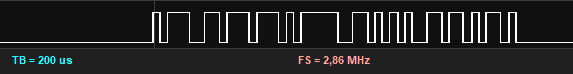 TB = 200 us
FS = 2,86 MHz